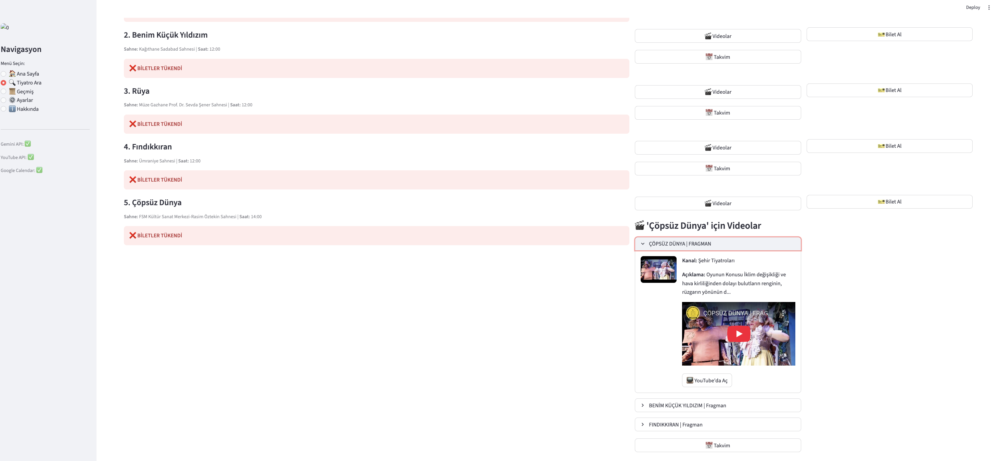 Deploy
0
Navigasyon
Menü Seçin:
Ana Sayfa
Tiyatro Ara
Geçmiş
Ayarlar
Hakkında
Gemini API:
YouTube API:
Google Calendar:
2. Benim Küçük Yıldızım
Sahne: Kağıthane Sadabad Sahnesi | Saat: 12:00
BİLETLER TÜKENDİ
Videolar
Bilet Al
17 Takvim
3. Rüya
Sahne: Müze Gazhane Prof. Dr. Sevda Şener Sahnesi | Saat: 12:00
BİLETLER TÜKENDİ
Videolar
Bilet Al
17 Takvim
4. Fındıkkıran
Sahne: Ümraniye Sahnesi | Saat: 12:00
BİLETLER TÜKENDİ
Videolar
Bilet Al
17 Takvim
5. Çöpsüz Dünya
Sahne: FSM Kültür Sanat Merkezi-Rasim Öztekin Sahnesi | Saat: 14:00
BİLETLER TÜKENDİ
Videolar
Bilet Al
'Çöpsüz Dünya' için Videolar
ÇÖPSÜZ DÜNYA | FRAGMAN
Kanal: Şehir Tiyatroları
Açıklama: Oyunun Konusu İklim değişikliği ve
hava kirliliğinden dolayı bulutların renginin,
rüzgarın yönünün d...
ÇÖPSÜZ DÜNYA | FRAG...
YouTube'da Aç
BENİM KÜÇÜK YILDIZIM | Fragman
FINDIKKIRAN | Fragman
17 Takvim